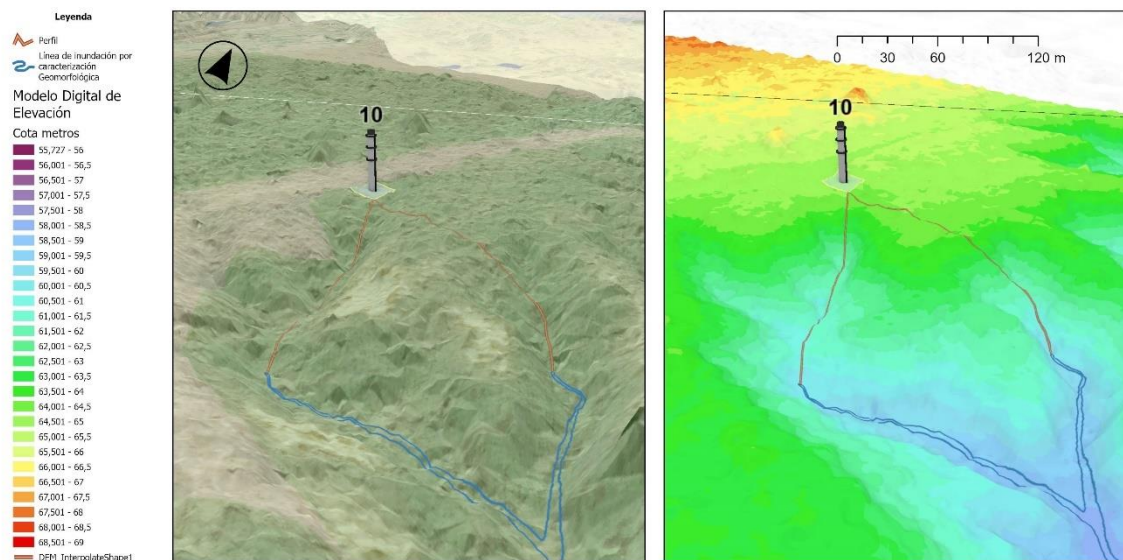 Leyenda
Perfil
Línea de inundación por
caracterización
Geomorfológica
Modelo Digital de
Elevación
Cota metros
55,727 - 56
56,001 - 56,5
56,501 - 57
57,001 - 57,5
57,501 - 58
58,001 - 58,5
58,501 - 59
59,001 - 59,5
59,501 - 60
60,001 - 60,5
60,501 - 61
61,001 - 61,5
61,501 - 62
62,001 - 62,5
62,501 - 63
63,001 - 63,5
63,501 - 64
64,001 - 64,5
64,501 - 65
65,001 - 65,5
65,501 - 66
66,001 - 66,5
66,501 - 67
67,001 - 67,5
67,501 - 68
68,001 - 68,5
68,501 - 69
DEM_InterpolateShape1
10
0 30 60 120 m
10